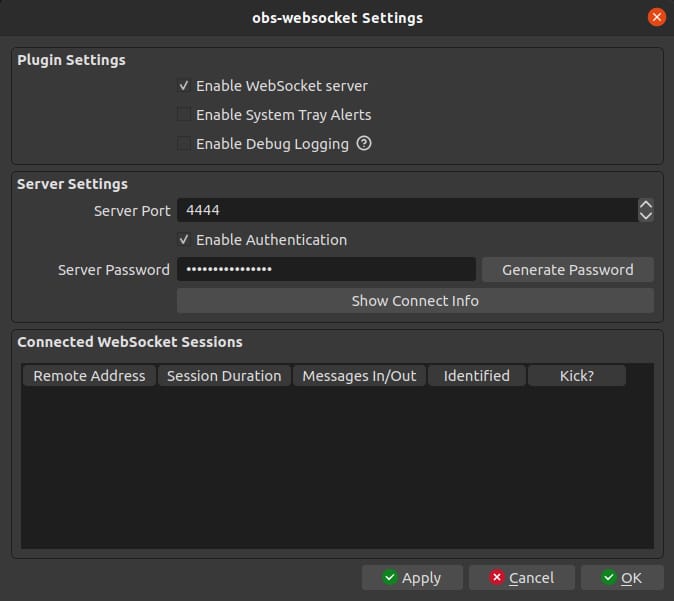 obs-websocket Settings
Plugin Settings
Enable WebSocket server
Enable System Tray Alerts
Enable Debug Logging
Server Settings
Server Port 4444
Enable Authentication
Server Password •••••••••••••••• Generate Password
Show Connect Info
Connected WebSocket Sessions
Remote Address Session Duration Messages In/Out Identified Kick?
Apply Cancel OK